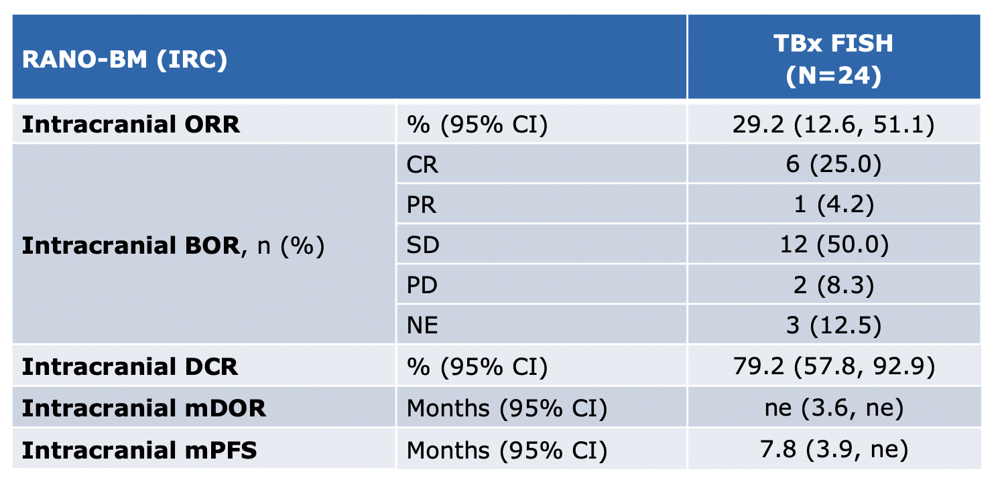 RANO-BM (IRC)
TBx FISH
(N=24)
Intracranial ORR % (95% CI) 29.2 (12.6, 51.1)
Intracranial BOR, n (%)
CR 6 (25.0)
PR 1 (4.2)
SD 12 (50.0)
PD 2 (8.3)
NE 3 (12.5)
Intracranial DCR % (95% CI) 79.2 (57.8, 92.9)
Intracranial mDOR Months (95% CI) ne (3.6, ne)
Intracranial mPFS Months (95% CI) 7.8 (3.9, ne)